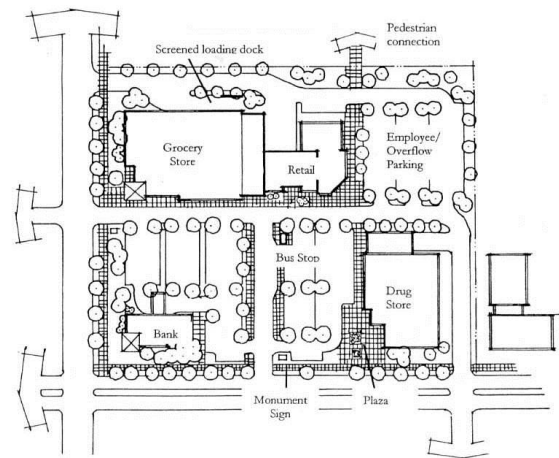 Pedestrian
connection
Screened loading dock
Grocery
Store
Retail
Employee/
Overflow
Parking
Bus Stop
Drug
Store
Bank
Monument
Sign
Plaza